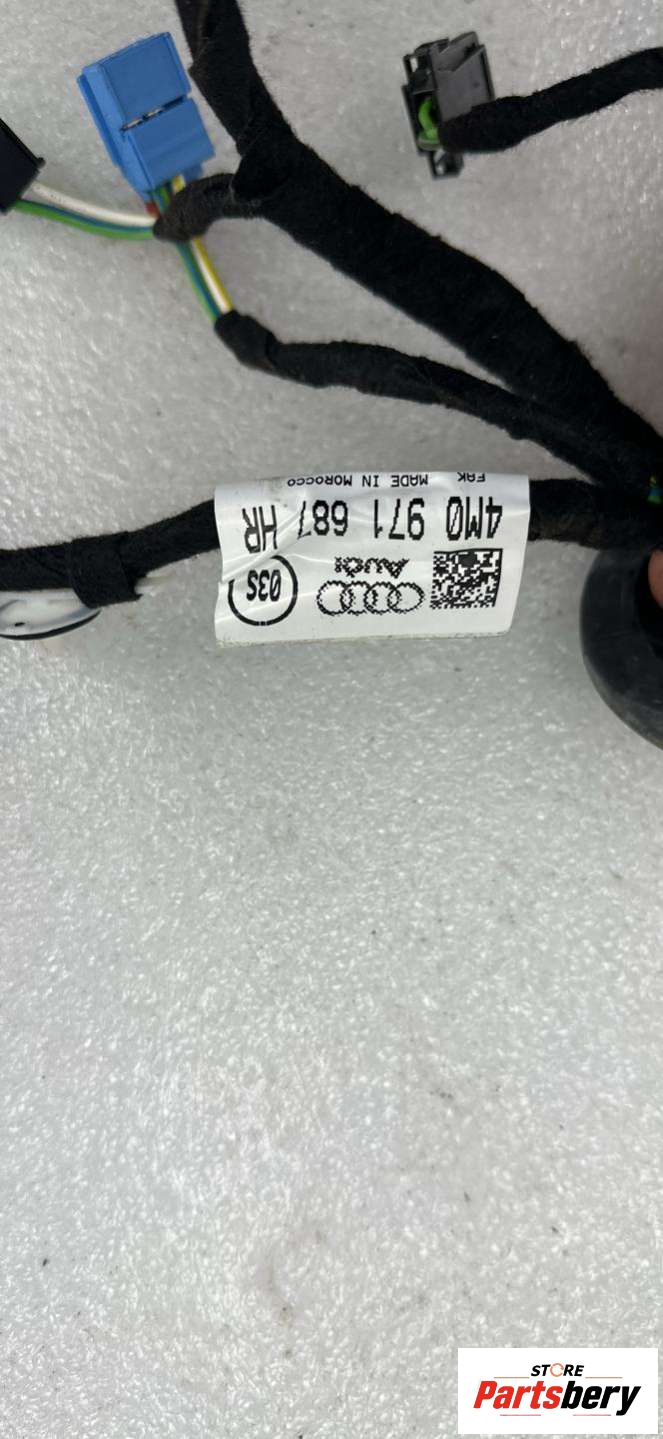 Audi
03S
4M0 971 687 HR
FAK MADE IN MOROCCO
STORE
Partsbery